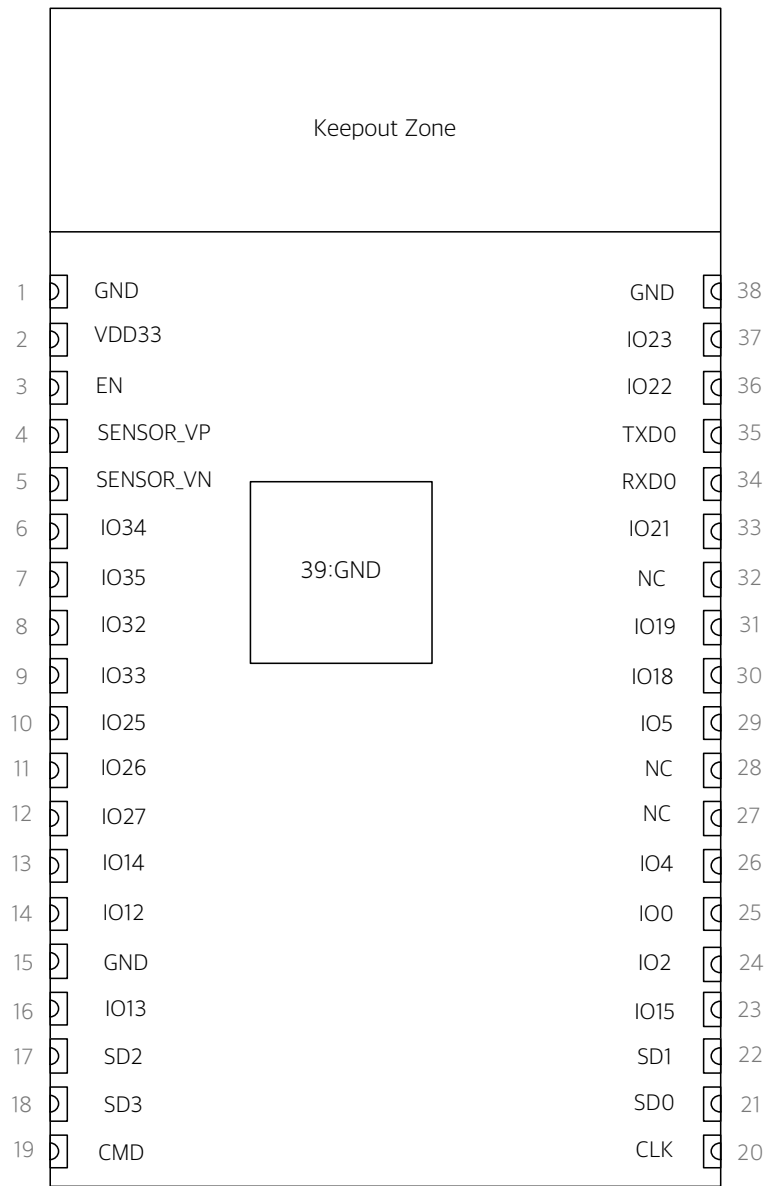 Keepout Zone
1 GND GND 38
2 VDD33 IO23 37
3 EN IO22 36
4 SENSOR_VP TXD0 35
5 SENSOR_VN RXD0 34
6 IO34 IO21 33
39:GND
7 IO35 NC 32
8 IO32 IO19 31
9 IO33 IO18 30
10 IO25 IO5 29
11 IO26 NC 28
12 IO27 NC 27
13 IO14 IO4 26
14 IO12 IO0 25
15 GND IO2 24
16 IO13 IO15 23
17 SD2 SD1 22
18 SD3 SD0 21
19 CMD CLK 20